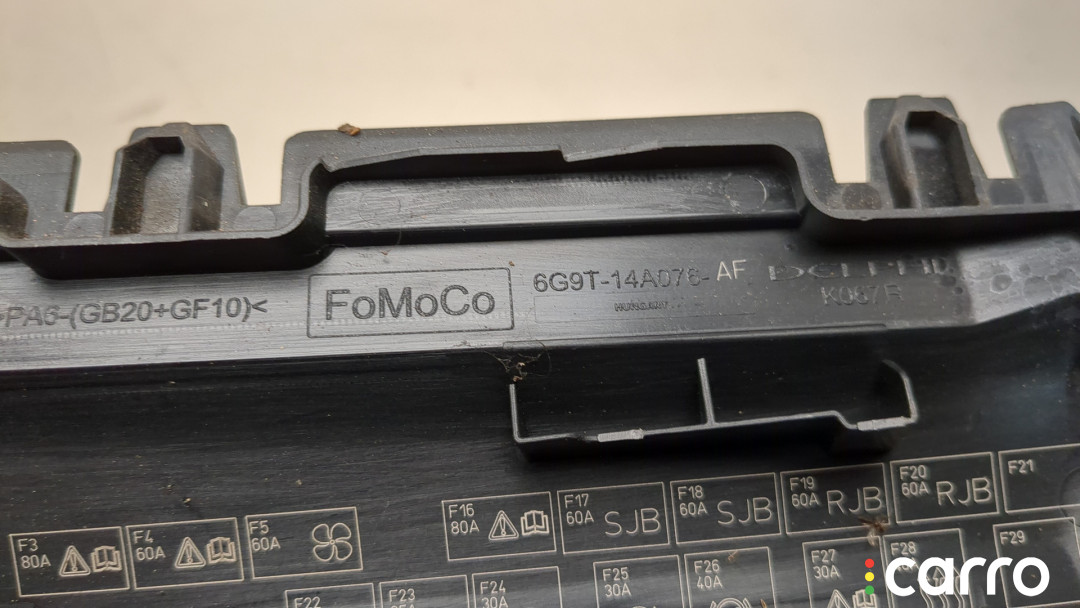 >PA6-(GB20+GF10)<
FoMoCo
6G9T-14A076-AF DELPHI
K067R
F3 80A
F4 60A
F5 60A
F16 80A
F17 60A SJB
F18 60A SJB
F19 60A RJB
F20 60A RJB
F21
F22
F23
F24 30A
F25 30A
F26 40A
F27 30A
F28
F29
carro